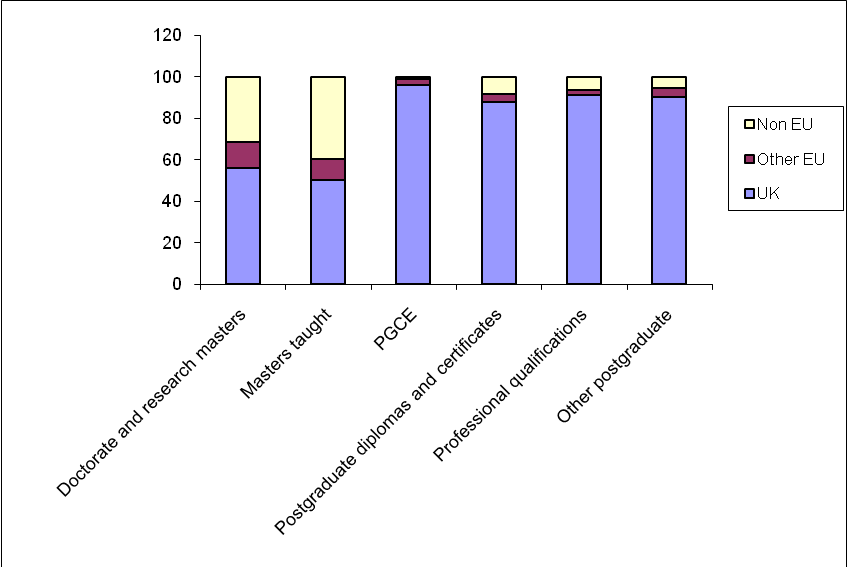 120
100
80
60
40
20
0
Non EU
Other EU
UK
Doctorate and research masters
Masters taught
PGCE
Postgraduate diplomas and certificates
Professional qualifications
Other postgraduate